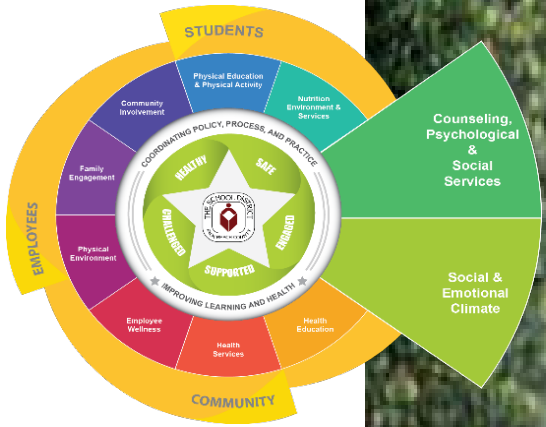 STUDENTS
Physical Education
& Physical Activity
Nutrition
Environment &
Services
Counseling,
Psychological
&
Social
Services
Social &
Emotional
Climate
Health
Education
Health
Services
Employee
Wellness
Physical
Environment
Family
Engagement
Community
Involvement
COORDINATING POLICY, PROCESS, AND PRACTICE
IMPROVING LEARNING AND HEALTH
HEALTHY
SAFE
ENGAGED
SUPPORTED
CHALLENGED
THE SCHOOL DISTRICT
EMPLOYEES
COMMUNITY